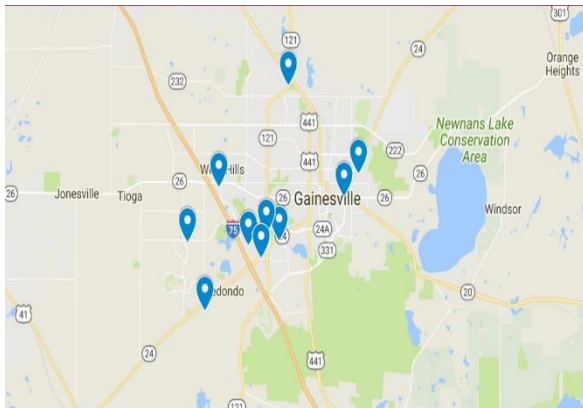 301
121
24
Orange
Heights
232
441
Newnans Lake
Conservation
Area
121
222
441
26
26
26
Jonesville
Tioga
26
Gainesville
26
Windsor
75
24A
331
20
41
24
441
121